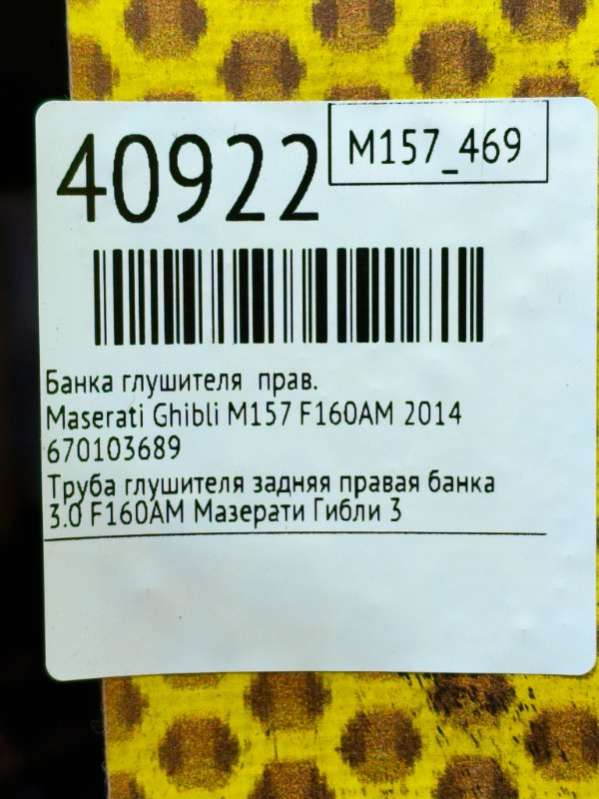 40922
M157_469
Банка глушителя прав.
Maserati Ghibli M157 F160AM 2014
670103689
Труба глушителя задняя правая банка
3.0 F160AM Мазерати Гибли 3